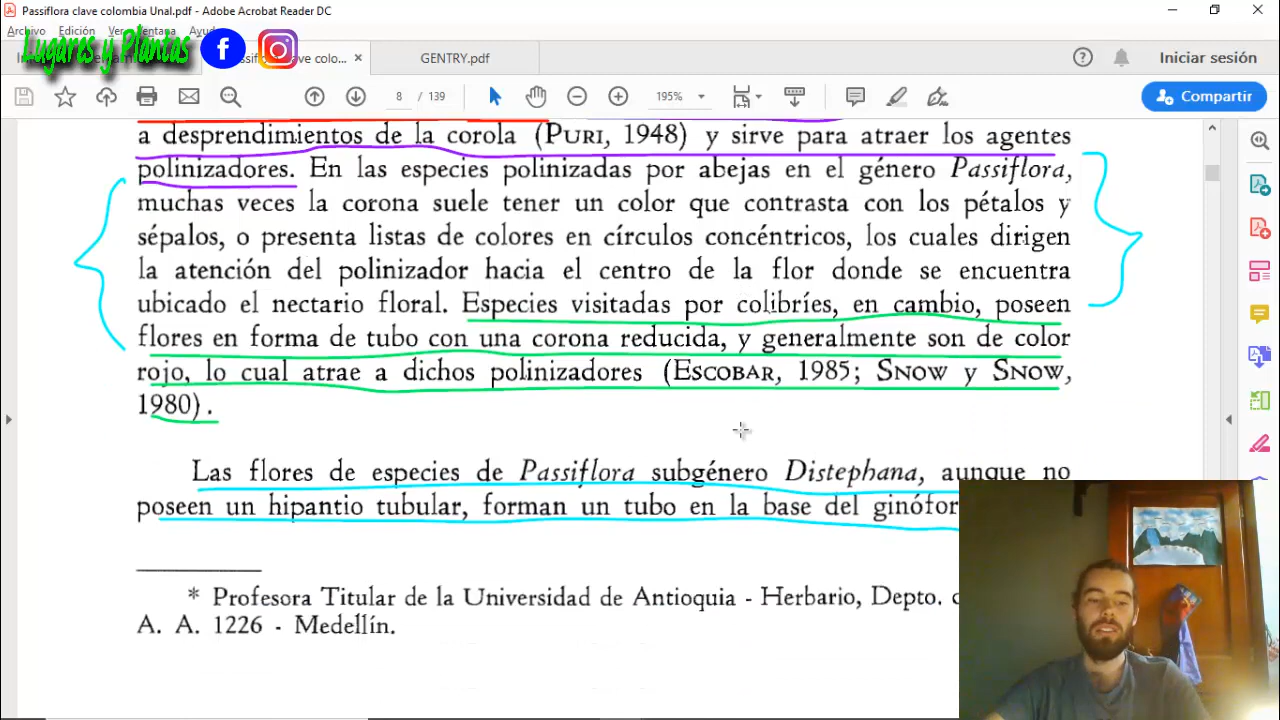 Passiflora clave colombia Unal.pdf - Adobe Acrobat Reader DC
Archivo Edición Ver Ventana Ayuda
Lugares y Plantas
colo... × GENTRY.pdf Iniciar sesión
8 / 139 195% Compartir
a desprendimientos de la corola (PURI, 1948) y sirve para atraer los agentes
polinizadores. En las especies polinizadas por abejas en el género Passiflora,
muchas veces la corona suele tener un color que contrasta con los pétalos y
sépalos, o presenta listas de colores en círculos concéntricos, los cuales dirigen
la atención del polinizador hacia el centro de la flor donde se encuentra
ubicado el nectario floral. Especies visitadas por colibríes, en cambio, poseen
flores en forma de tubo con una corona reducida, y generalmente son de color
rojo, lo cual atrae a dichos polinizadores (ESCOBAR, 1985; SNOW y SNOW,
1980).
Las flores de especies de Passiflora subgénero Distephana, aunque no
poseen un hipantio tubular, forman un tubo en la base del
* Profesora Titular de la Universidad de Antioquia - Herbario, Depto.
A. A. 1226 - Medellín.